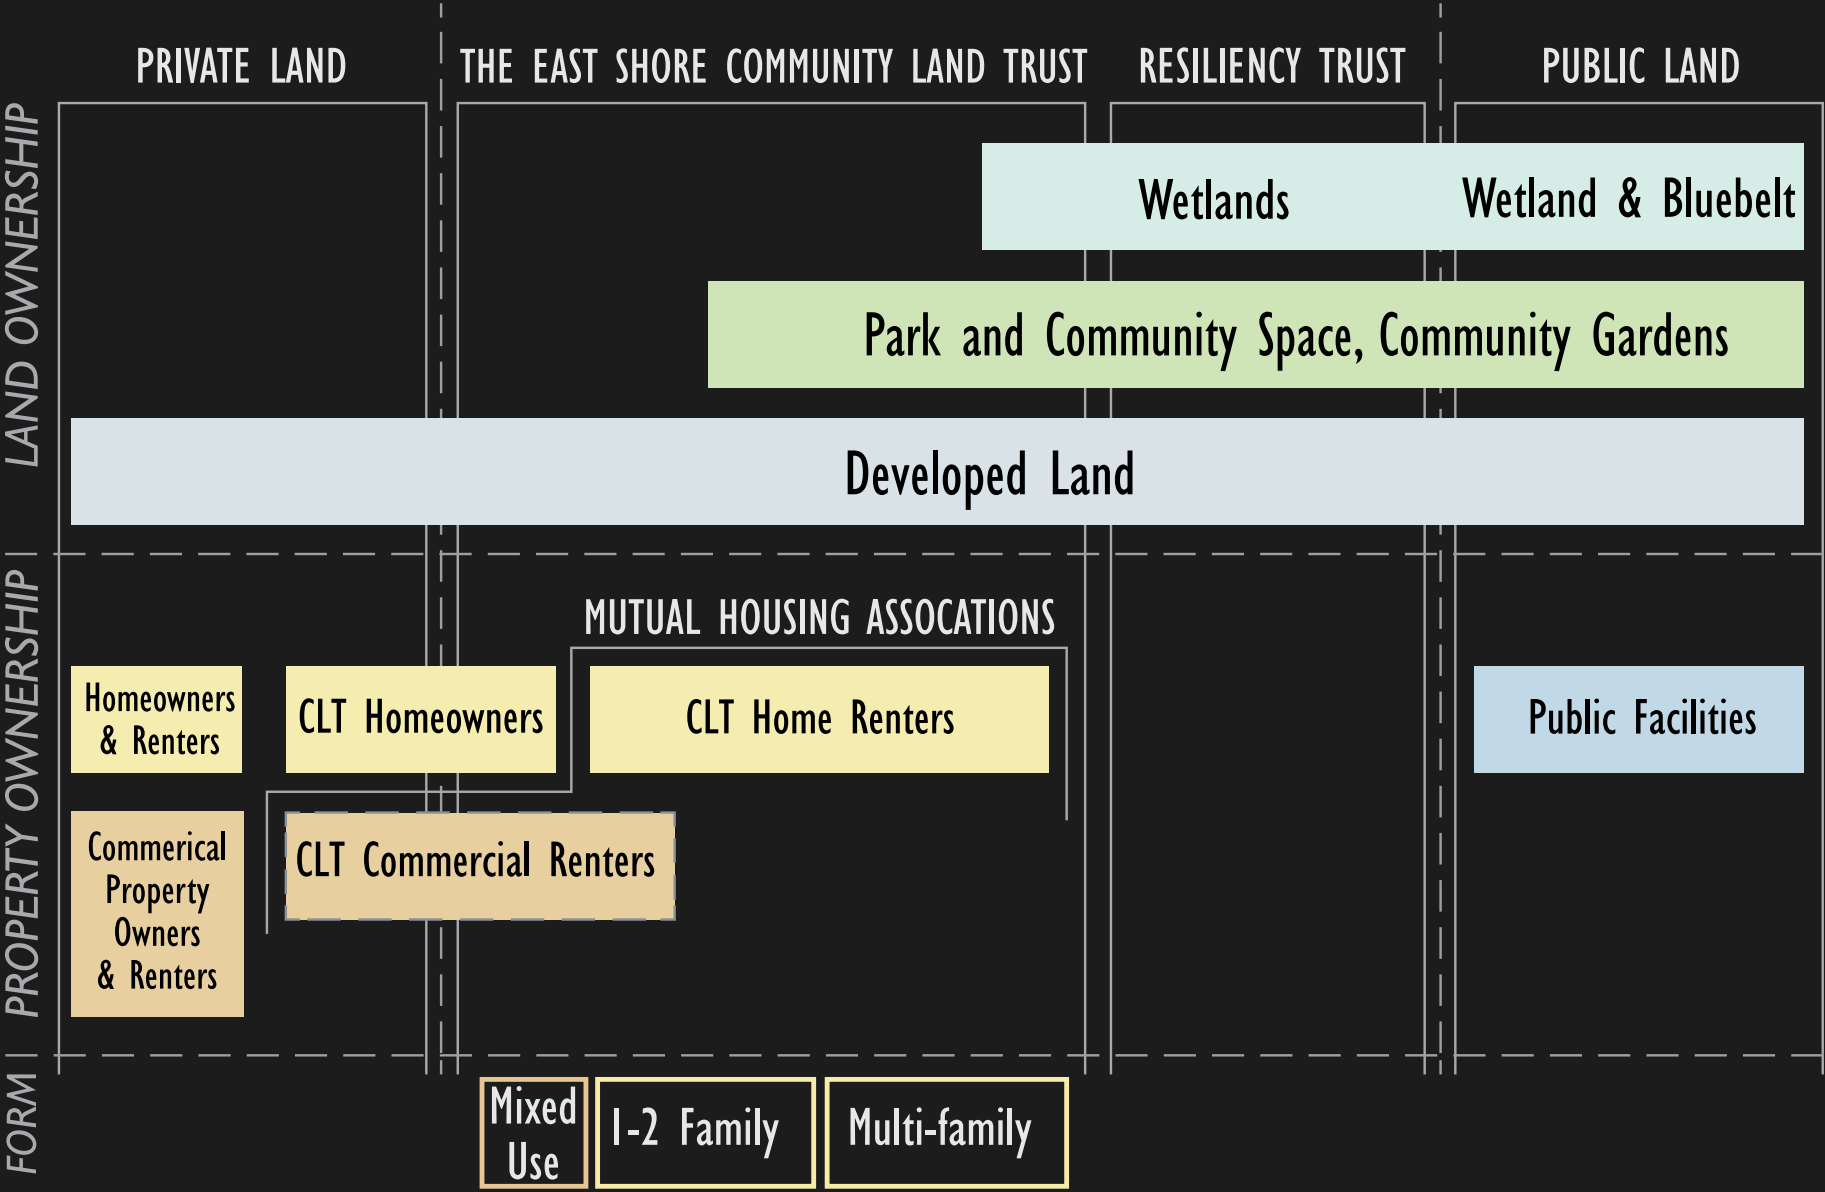 PRIVATE LAND
THE EAST SHORE COMMUNITY LAND TRUST
RESILIENCY TRUST
PUBLIC LAND
LAND OWNERSHIP
Wetlands
Wetland & Bluebelt
Park and Community Space, Community Gardens
Developed Land
PROPERTY OWNERSHIP
MUTUAL HOUSING ASSOCATIONS
Homeowners
& Renters
CLT Homeowners
CLT Home Renters
Public Facilities
Commerical
Property
Owners
& Renters
CLT Commercial Renters
FORM
Mixed
Use
1-2 Family
Multi-family